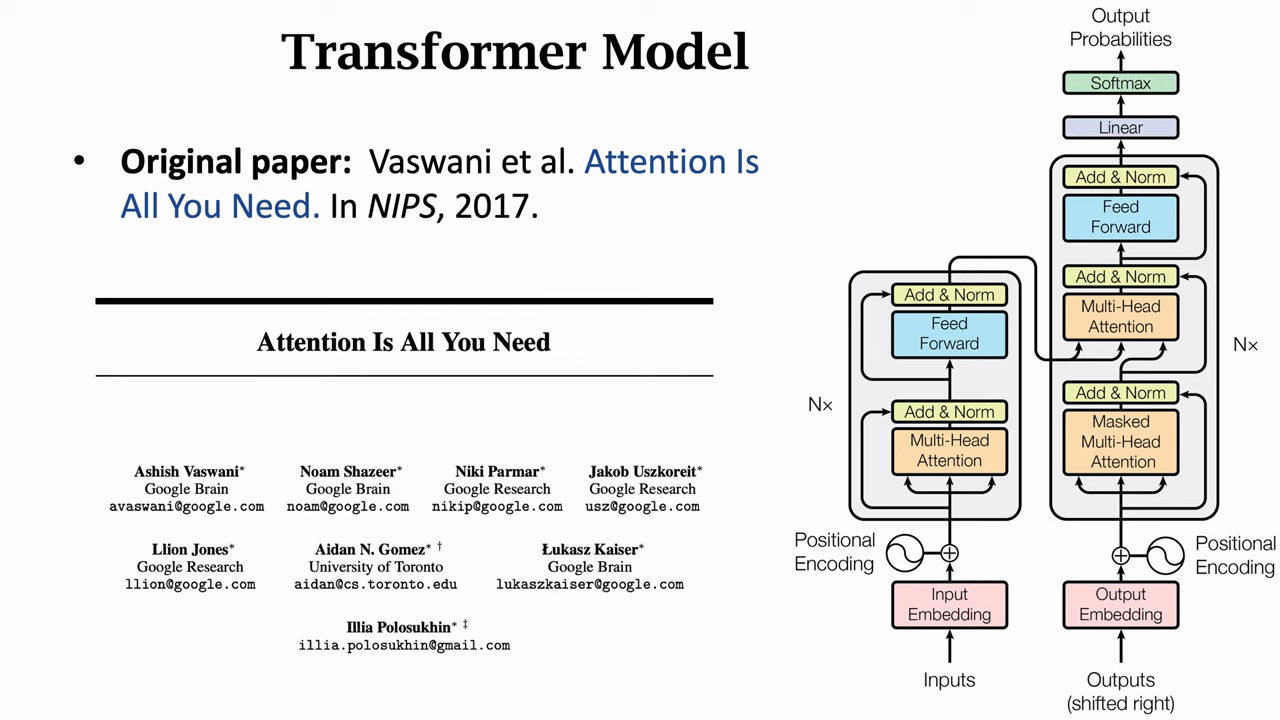 Transformer Model
• Original paper: Vaswani et al. Attention Is
All You Need. In NIPS, 2017.
Attention Is All You Need
Ashish Vaswani*
Google Brain
avaswani@google.com
Noam Shazeer*
Google Brain
noam@google.com
Niki Parmar*
Google Research
nikip@google.com
Jakob Uszkoreit*
Google Research
usz@google.com
Llion Jones*
Google Research
llion@google.com
Aidan N. Gomez* †
University of Toronto
aidan@cs.toronto.edu
Łukasz Kaiser*
Google Brain
lukaszkaiser@google.com
Illia Polosukhin* ‡
illia.polosukhin@gmail.com
Output
Probabilities
Softmax
Linear
Add & Norm
Feed
Forward
Add & Norm
Multi-Head
Attention
Add & Norm
Masked
Multi-Head
Attention
N×
Positional
Encoding
Output
Embedding
Outputs
(shifted right)
Add & Norm
Feed
Forward
Add & Norm
Multi-Head
Attention
N×
Positional
Encoding
Input
Embedding
Inputs